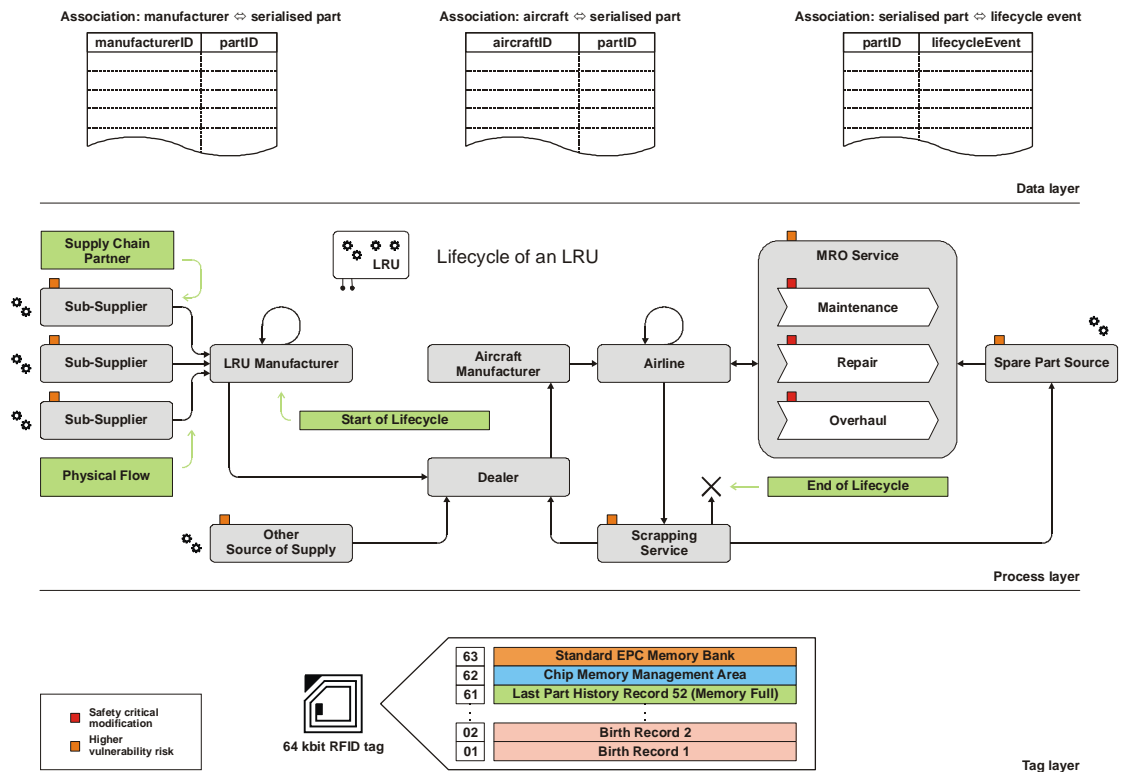 Association: manufacturer ⇔ serialised part
Association: aircraft ⇔ serialised part
Association: serialised part ⇔ lifecycle event
manufacturerID
partID
aircraftID
partID
partID
lifecycleEvent
Data layer
Supply Chain
Partner
LRU
Lifecycle of an LRU
MRO Service
Sub-Supplier
Maintenance
Sub-Supplier
LRU Manufacturer
Aircraft
Manufacturer
Airline
Repair
Spare Part Source
Sub-Supplier
Start of Lifecycle
Overhaul
Physical Flow
Dealer
End of Lifecycle
Other
Source of Supply
Scrapping
Service
Process layer
63
Standard EPC Memory Bank
62
Chip Memory Management Area
61
Last Part History Record 52 (Memory Full)
02
Birth Record 2
01
Birth Record 1
64 kbit RFID tag
Safety critical
modification
Higher
vulnerability risk
Tag layer